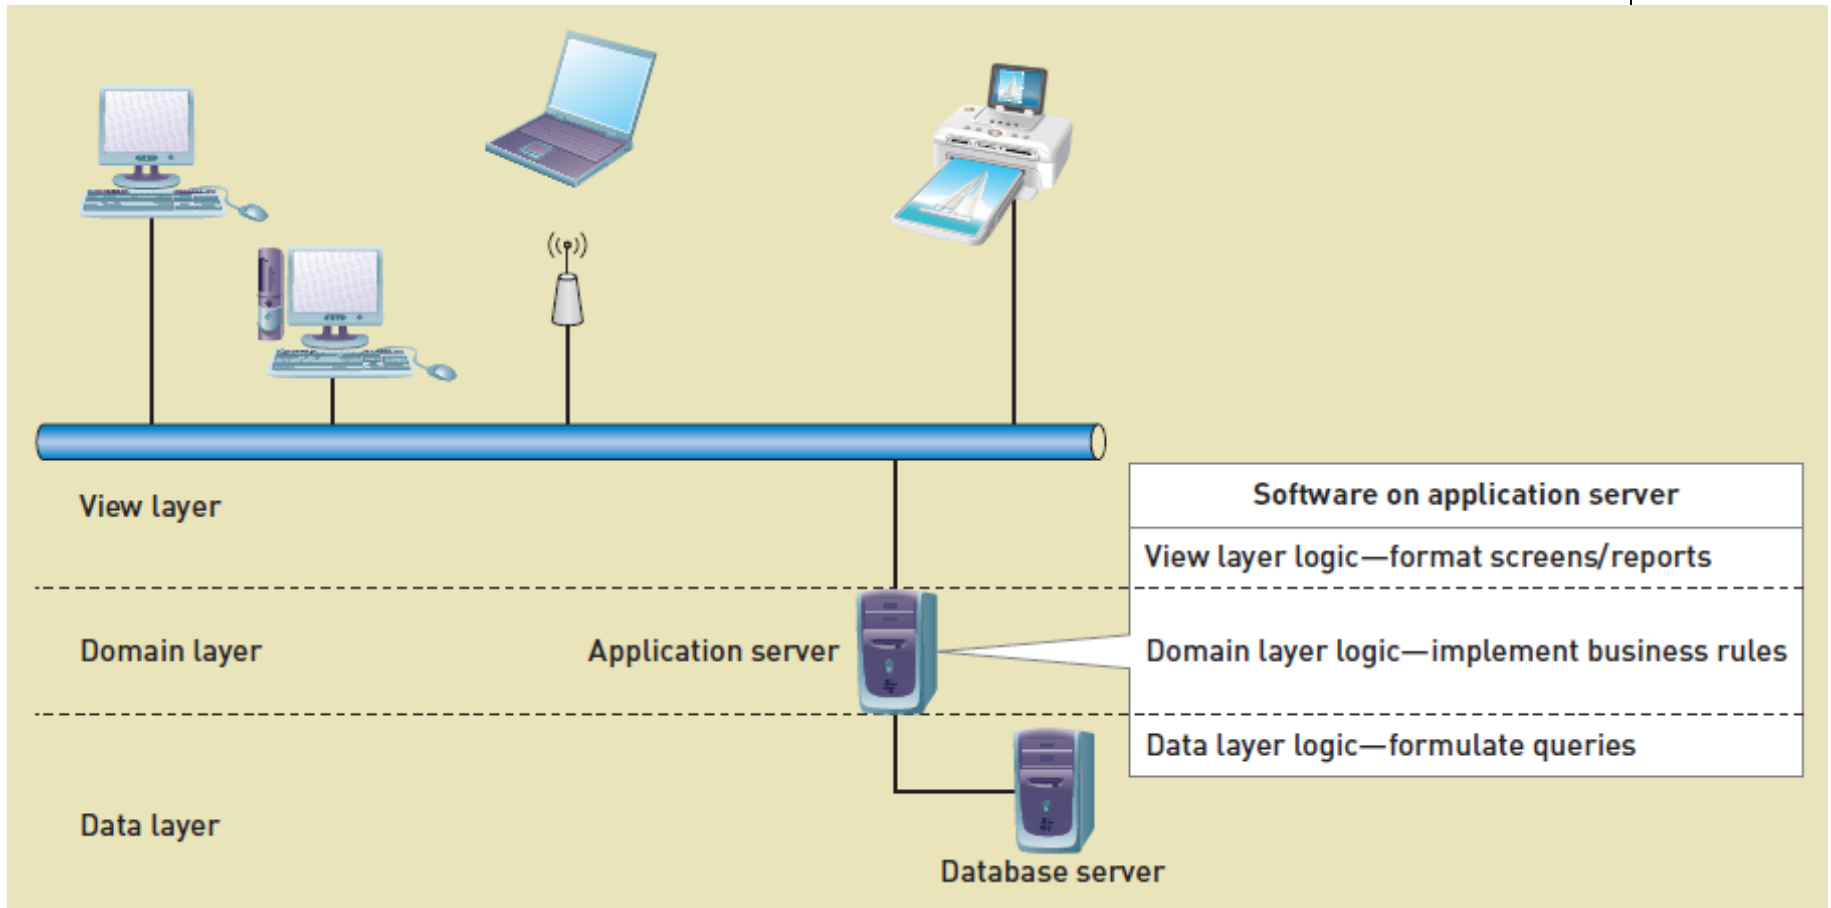 View layer
Software on application server
View layer logic—format screens/reports
Domain layer
Application server
Domain layer logic—implement business rules
Data layer logic—formulate queries
Data layer
Database server